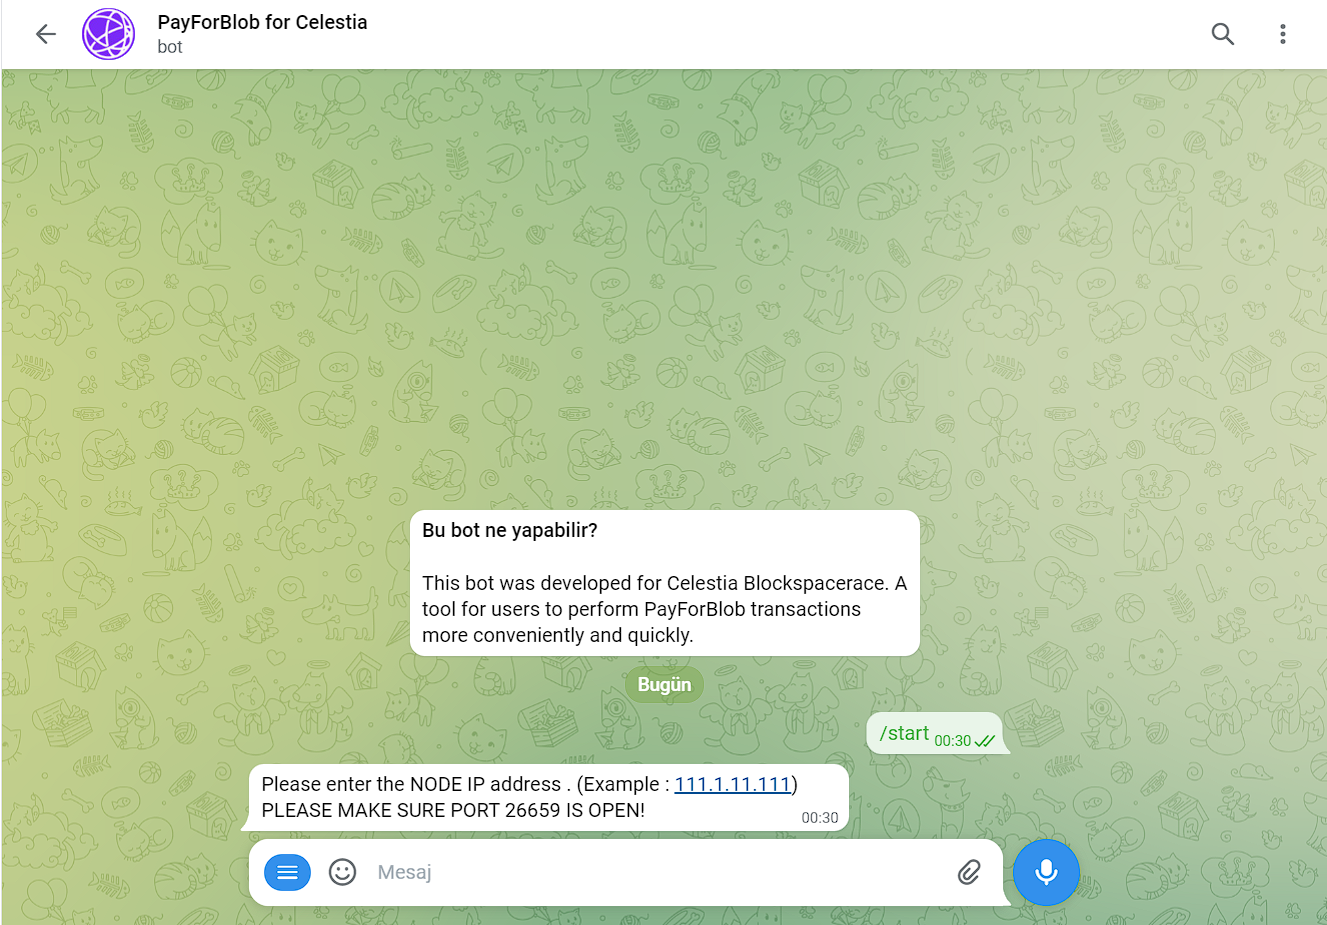 PayForBlob for Celestia
bot
Bu bot ne yapabilir?
This bot was developed for Celestia Blockspacerace. A
tool for users to perform PayForBlob transactions
more conveniently and quickly.
Bugün
/start 00:30
Please enter the NODE IP address . (Example : 111.1.11.111)
PLEASE MAKE SURE PORT 26659 IS OPEN!
00:30
Mesaj